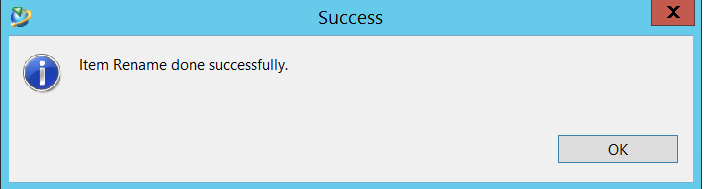 Success
X
Item Rename done successfully.
OK